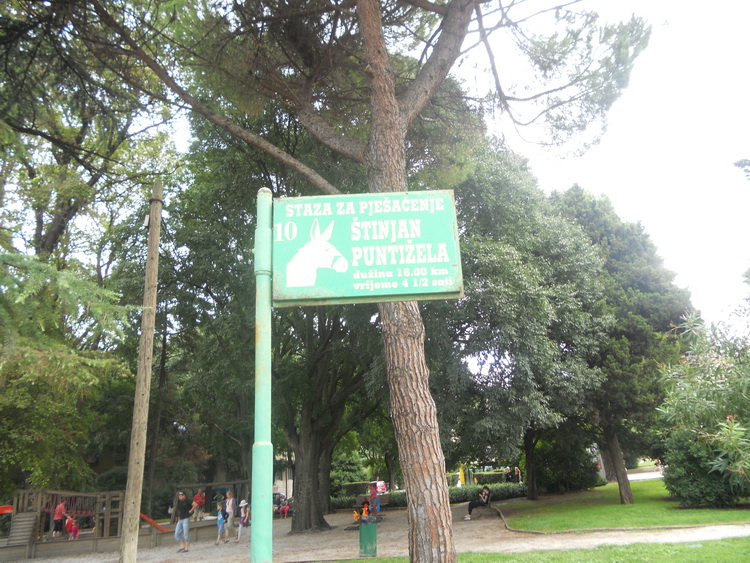 STAZA ZA PJEŠAČENJE
10
ŠTINJAN
PUNTIŽELA
dužina 16.00 km
vrijeme 4 1/2 sati